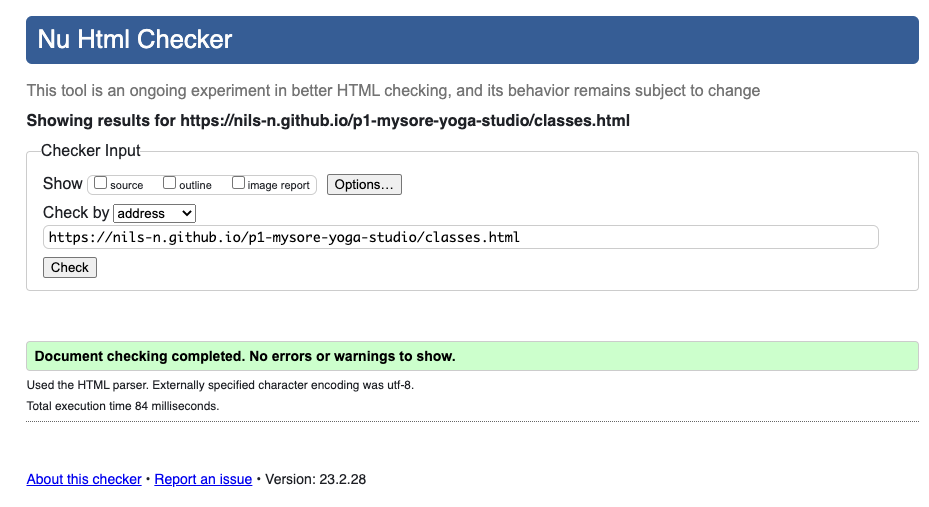 Nu Html Checker
This tool is an ongoing experiment in better HTML checking, and its behavior remains subject to change
Showing results for https://nils-n.github.io/p1-mysore-yoga-studio/classes.html
Checker Input
Show source outline image report Options...
Check by address
https://nils-n.github.io/p1-mysore-yoga-studio/classes.html
Check
Document checking completed. No errors or warnings to show.
Used the HTML parser. Externally specified character encoding was utf-8.
Total execution time 84 milliseconds.
About this checker • Report an issue • Version: 23.2.28